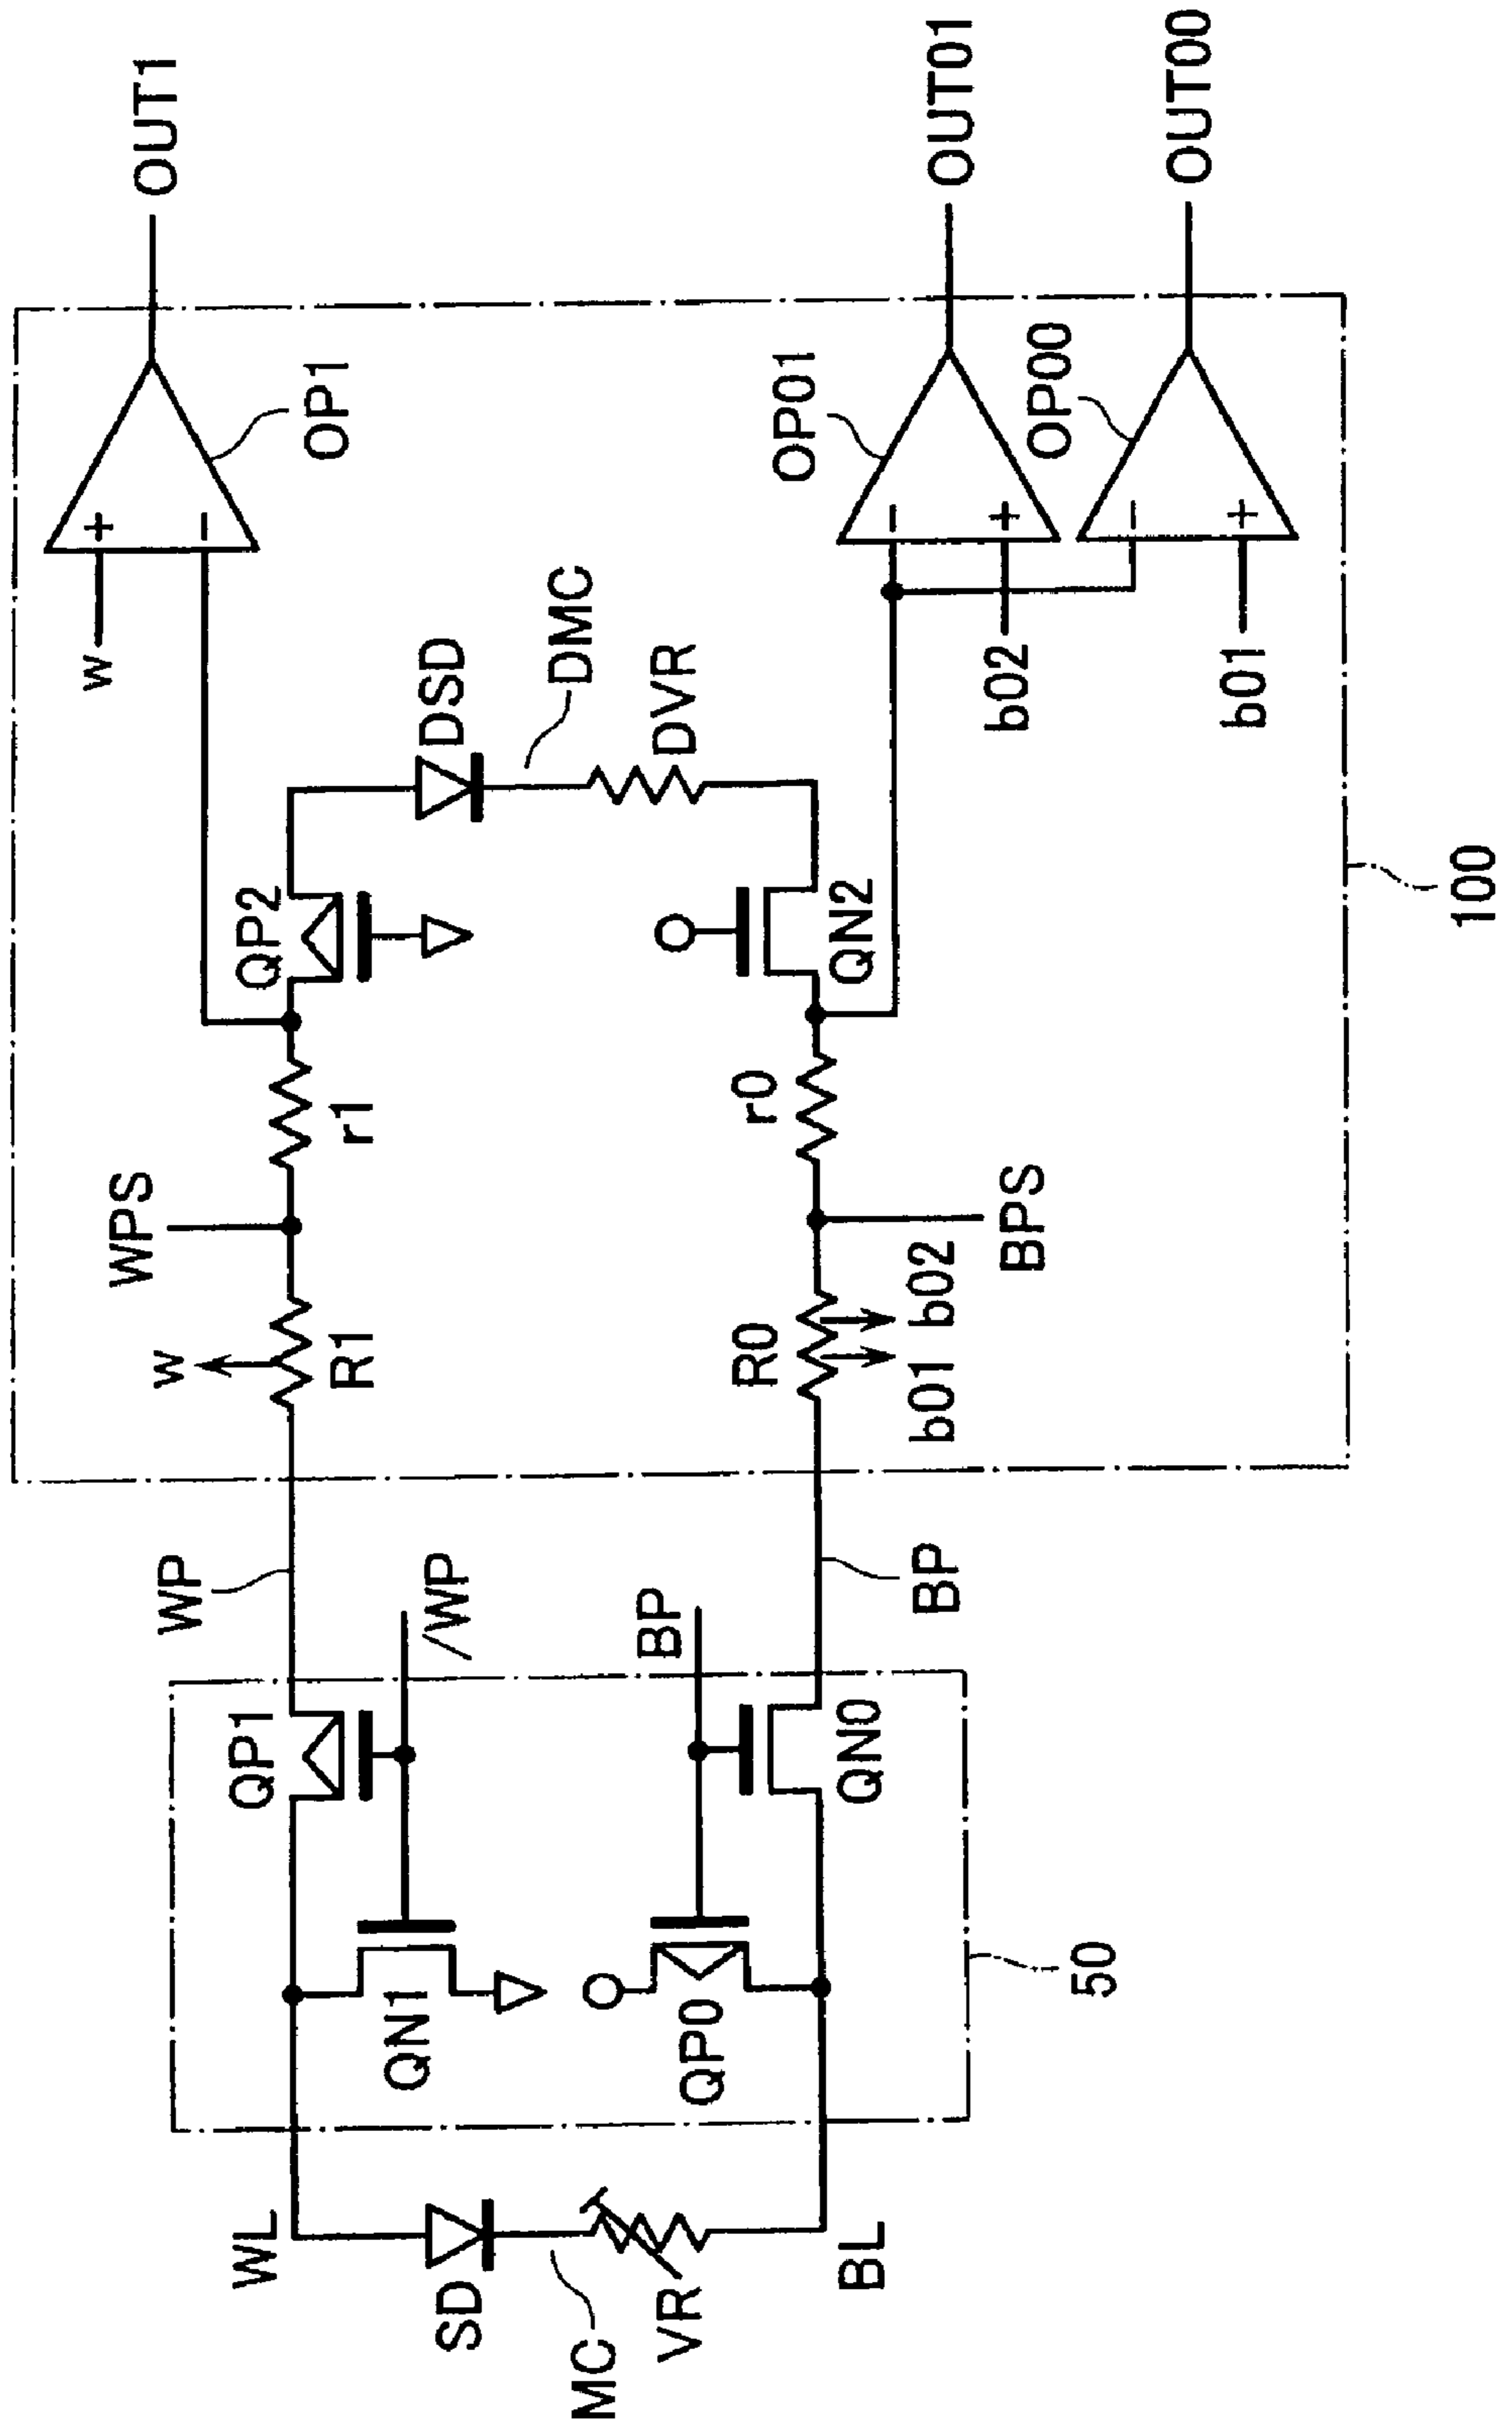 w
OUT1
WPS
w
WP
WL
QP1
QP2
R1
r1
OP1
QN1
/WP
DSD
SD
DMC
MC
BP
DVR
VR
QP0
R0
r0
OP01
BL
QN0
QN2
BP
b01 b02
OUT01
BPS
b02
OP00
50
OUT00
b01
100
+
−
−
+
−
+